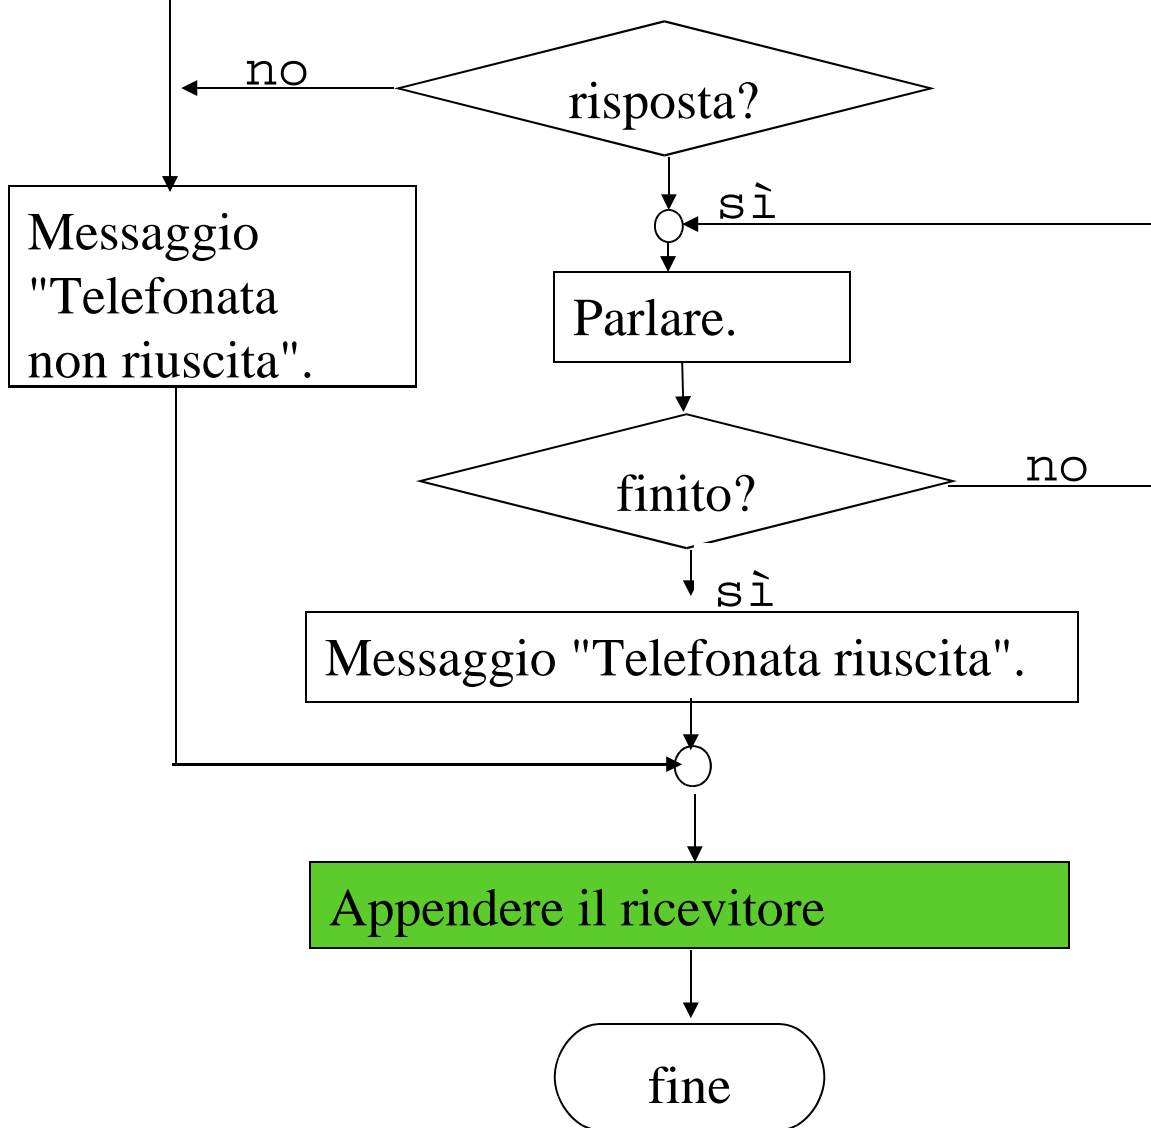 no
risposta?
sì
Messaggio
"Telefonata
non riuscita".
Parlare.
finito?
no
sì
Messaggio "Telefonata riuscita".
Appendere il ricevitore
fine